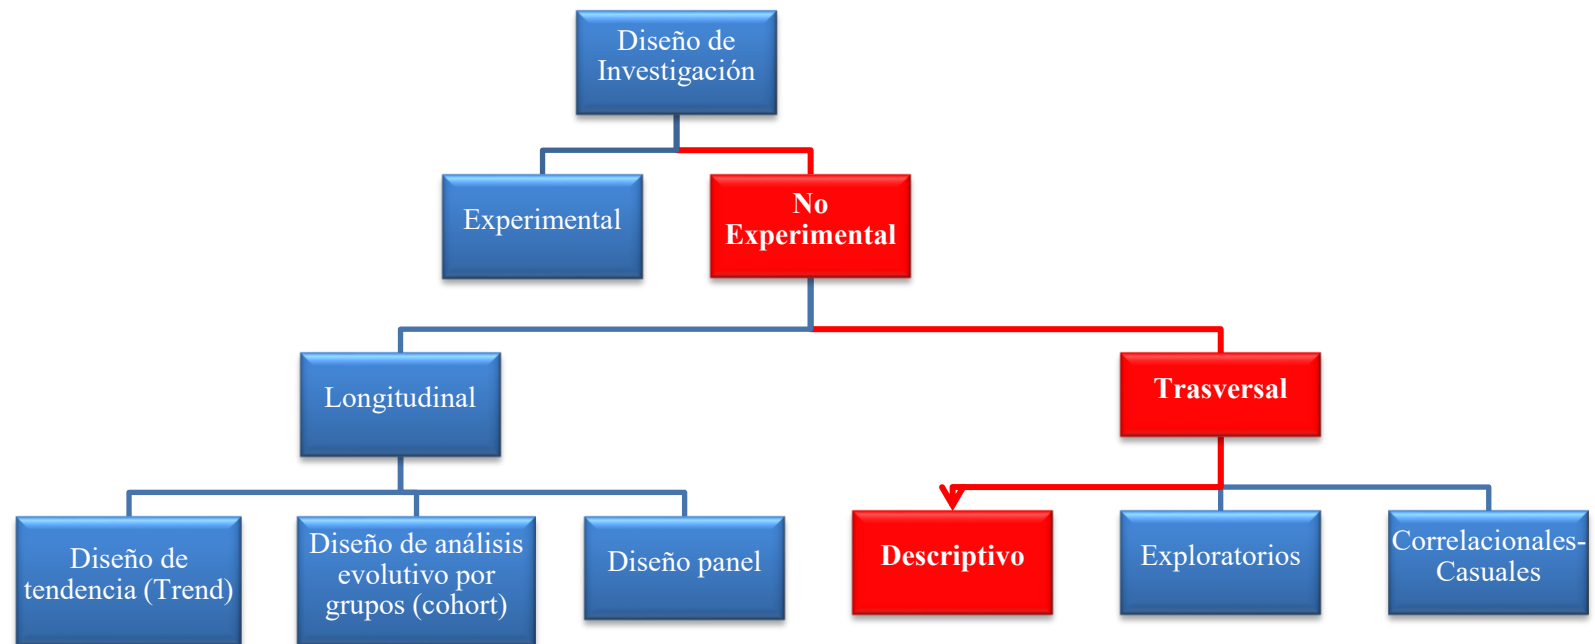 Diseño de
Investigación
Experimental
No
Experimental
Longitudinal
Trasversal
Diseño de
tendencia (Trend)
Diseño de análisis
evolutivo por
grupos (cohort)
Diseño panel
Descriptivo
Exploratorios
Correlacionales-
Casuales